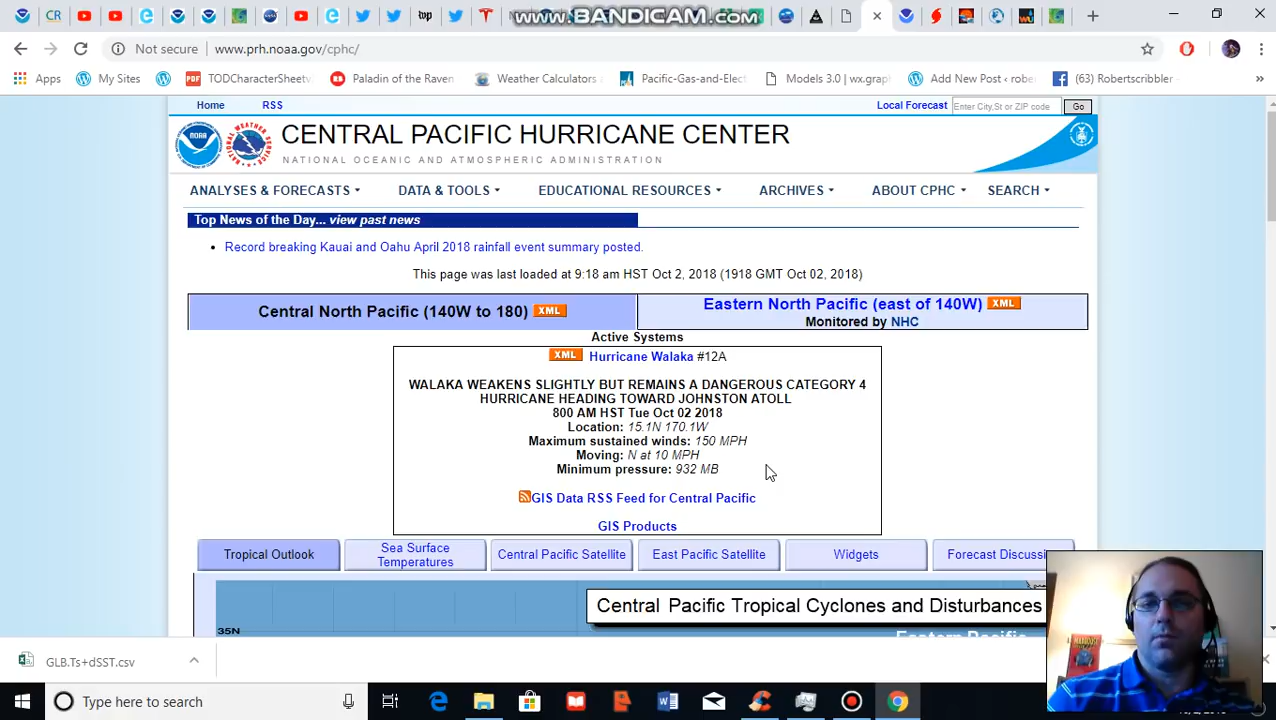 CR
wp
www.BANDICAM.com
Not secure
www.prh.noaa.gov/cphc/
Apps
My Sites
PDF TODCharacterSheetv
Paladin of the Raven
Weather Calculators
Pacific-Gas-and-Elect
Models 3.0 | wx.grap
Add New Post ‹ robe
(63) Robertscribbler -
Home
RSS
Local Forecast
Enter City,St or ZIP code
Go
CENTRAL PACIFIC HURRICANE CENTER
NATIONAL OCEANIC AND ATMOSPHERIC ADMINISTRATION
ANALYSES & FORECASTS
DATA & TOOLS
EDUCATIONAL RESOURCES
ARCHIVES
ABOUT CPHC
SEARCH
Top News of the Day... view past news
Record breaking Kauai and Oahu April 2018 rainfall event summary posted.
This page was last loaded at 9:18 am HST Oct 2, 2018 (1918 GMT Oct 02, 2018)
Central North Pacific (140W to 180) XML
Eastern North Pacific (east of 140W) XML
Monitored by NHC
Active Systems
XML Hurricane Walaka #12A
WALAKA WEAKENS SLIGHTLY BUT REMAINS A DANGEROUS CATEGORY 4
HURRICANE HEADING TOWARD JOHNSTON ATOLL
800 AM HST Tue Oct 02 2018
Location: 15.1N 170.1W
Maximum sustained winds: 150 MPH
Moving: N at 10 MPH
Minimum pressure: 932 MB
GIS Data RSS Feed for Central Pacific
GIS Products
Tropical Outlook
Sea Surface
Temperatures
Central Pacific Satellite
East Pacific Satellite
Widgets
Forecast Discussi
Central Pacific Tropical Cyclones and Disturbances
35N
Eastern Pacific
GLB.Ts+dSST.csv
Type here to search